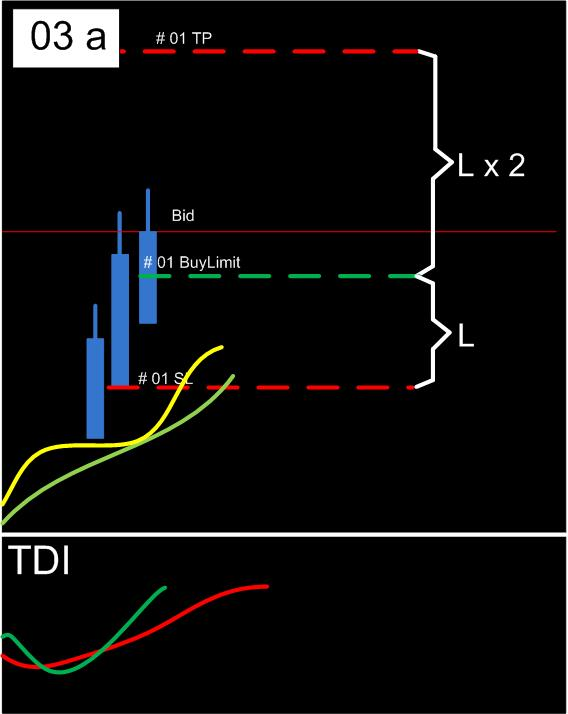 03 a
# 01 TP
L x 2
Bid
# 01 BuyLimit
L
# 01 SL
TDI